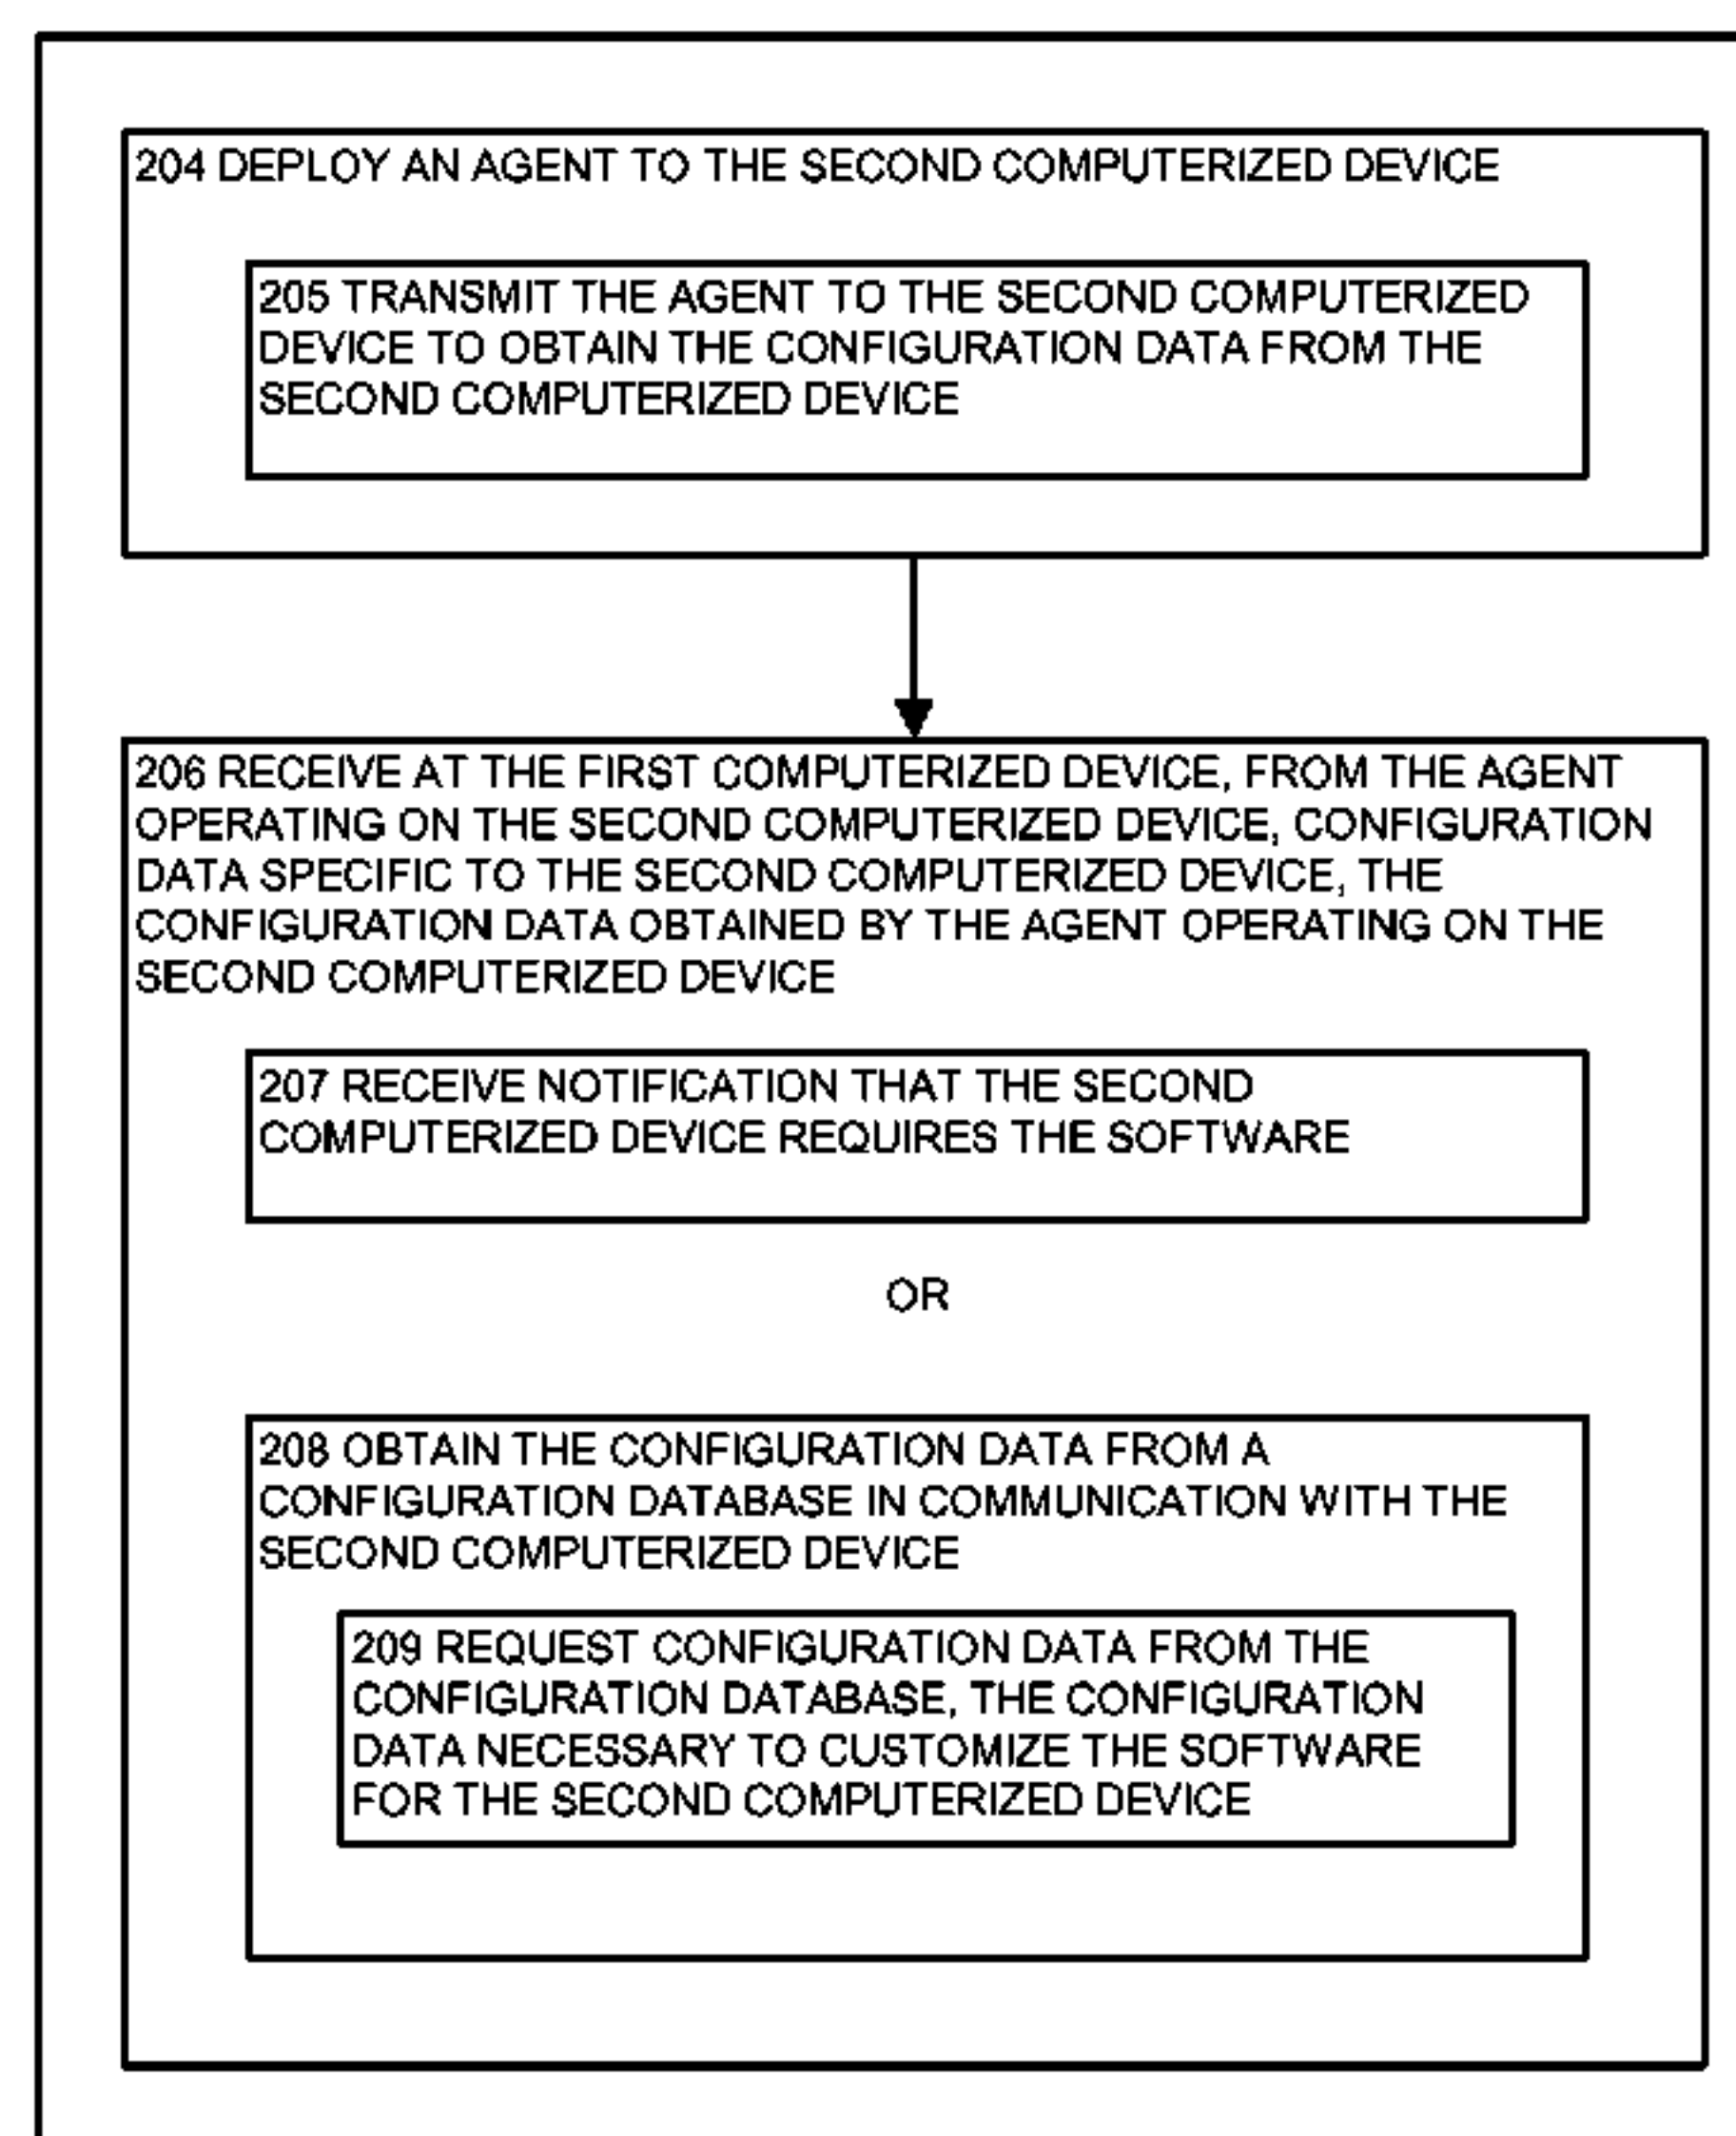 204 DEPLOY AN AGENT TO THE SECOND COMPUTERIZED DEVICE
205 TRANSMIT THE AGENT TO THE SECOND COMPUTERIZED
DEVICE TO OBTAIN THE CONFIGURATION DATA FROM THE
SECOND COMPUTERIZED DEVICE
206 RECEIVE AT THE FIRST COMPUTERIZED DEVICE, FROM THE AGENT
OPERATING ON THE SECOND COMPUTERIZED DEVICE, CONFIGURATION
DATA SPECIFIC TO THE SECOND COMPUTERIZED DEVICE, THE
CONFIGURATION DATA OBTAINED BY THE AGENT OPERATING ON THE
SECOND COMPUTERIZED DEVICE
207 RECEIVE NOTIFICATION THAT THE SECOND
COMPUTERIZED DEVICE REQUIRES THE SOFTWARE
OR
208 OBTAIN THE CONFIGURATION DATA FROM A
CONFIGURATION DATABASE IN COMMUNICATION WITH THE
SECOND COMPUTERIZED DEVICE
209 REQUEST CONFIGURATION DATA FROM THE
CONFIGURATION DATABASE, THE CONFIGURATION
DATA NECESSARY TO CUSTOMIZE THE SOFTWARE
FOR THE SECOND COMPUTERIZED DEVICE